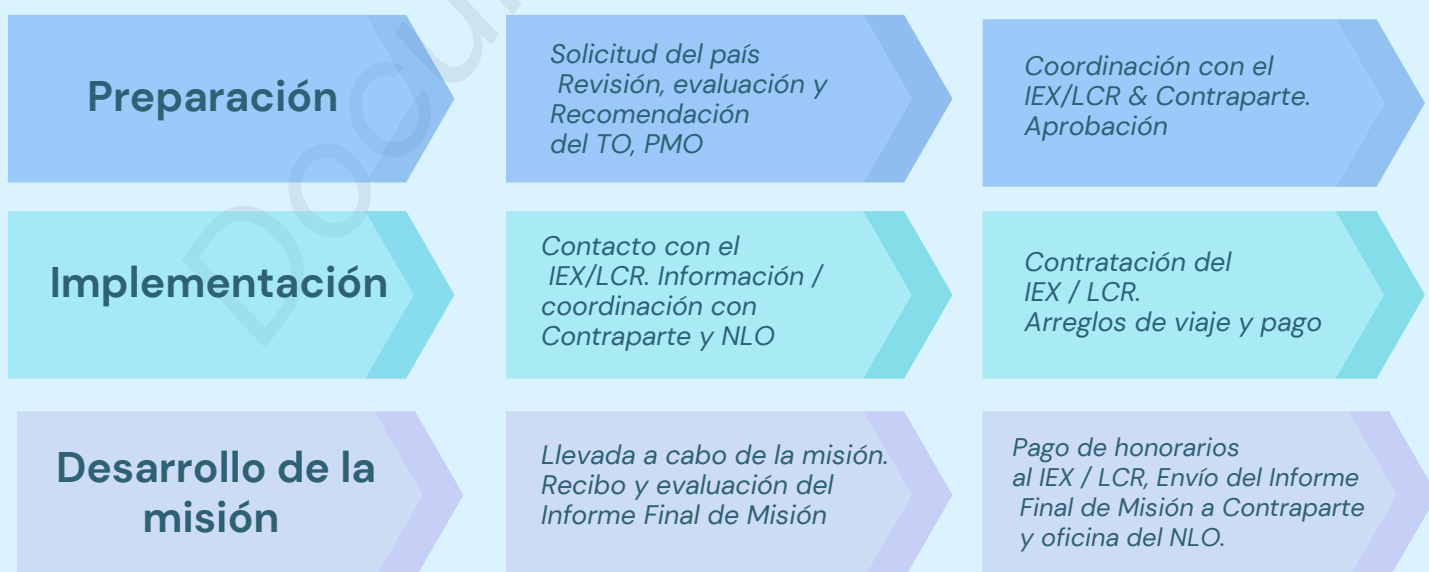 Preparación
Solicitud del país
Revisión, evaluación y
Recomendación
del TO, PMO
Coordinación con el
IEX/LCR & Contraparte.
Aprobación
Implementación
Contacto con el
IEX/LCR. Información /
coordinación con
Contraparte y NLO
Contratación del
IEX / LCR.
Arreglos de viaje y pago
Desarrollo de la
misión
Llevada a cabo de la misión.
Recibo y evaluación del
Informe Final de Misión
Pago de honorarios
al IEX / LCR, Envío del Informe
Final de Misión a Contraparte
y oficina del NLO.